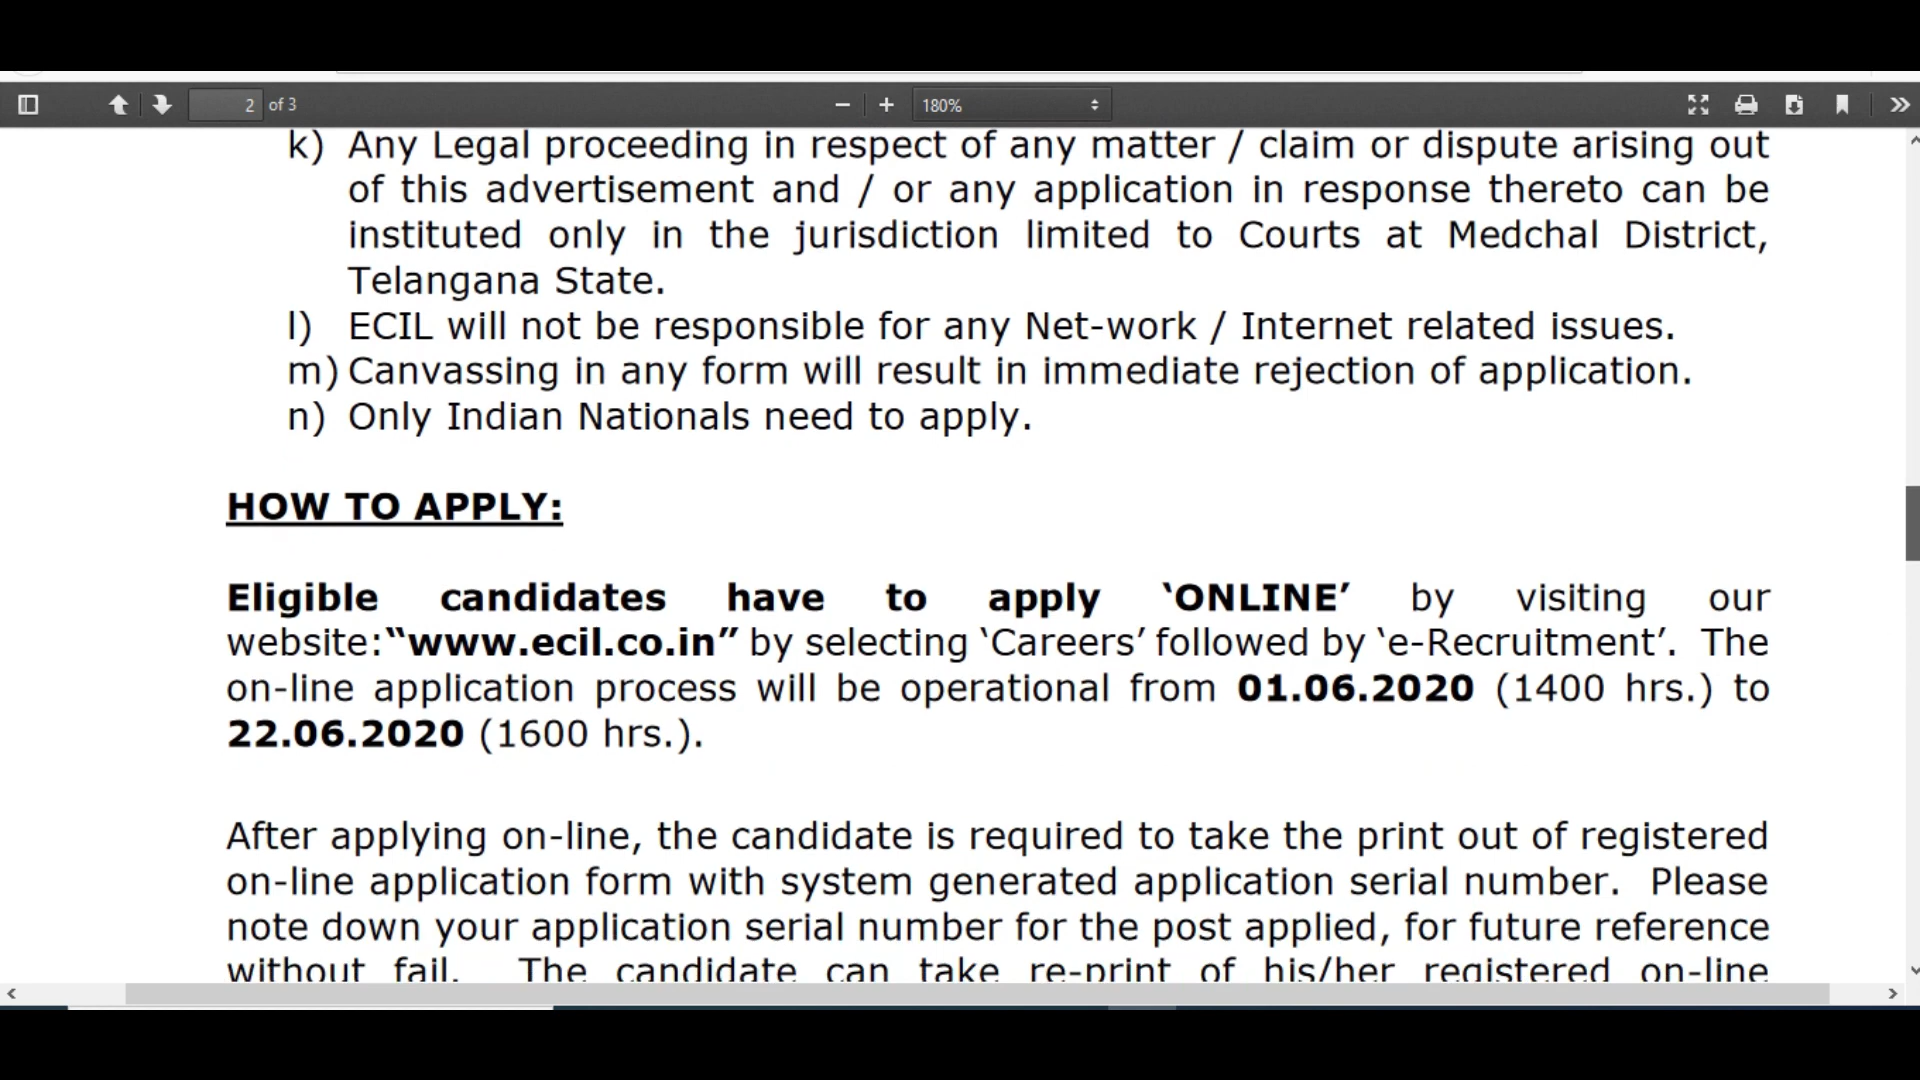 2 of 3
180%
k) Any Legal proceeding in respect of any matter / claim or dispute arising out
of this advertisement and / or any application in response thereto can be
instituted only in the jurisdiction limited to Courts at Medchal District,
Telangana State.
l) ECIL will not be responsible for any Net-work / Internet related issues.
m) Canvassing in any form will result in immediate rejection of application.
n) Only Indian Nationals need to apply.
HOW TO APPLY:
Eligible candidates have to apply ‘ONLINE’ by visiting our
website:“www.ecil.co.in” by selecting ‘Careers’ followed by ‘e-Recruitment’. The
on-line application process will be operational from 01.06.2020 (1400 hrs.) to
22.06.2020 (1600 hrs.).
After applying on-line, the candidate is required to take the print out of registered
on-line application form with system generated application serial number. Please
note down your application serial number for the post applied, for future reference
without fail. The candidate can take re-print of his/her registered on-line